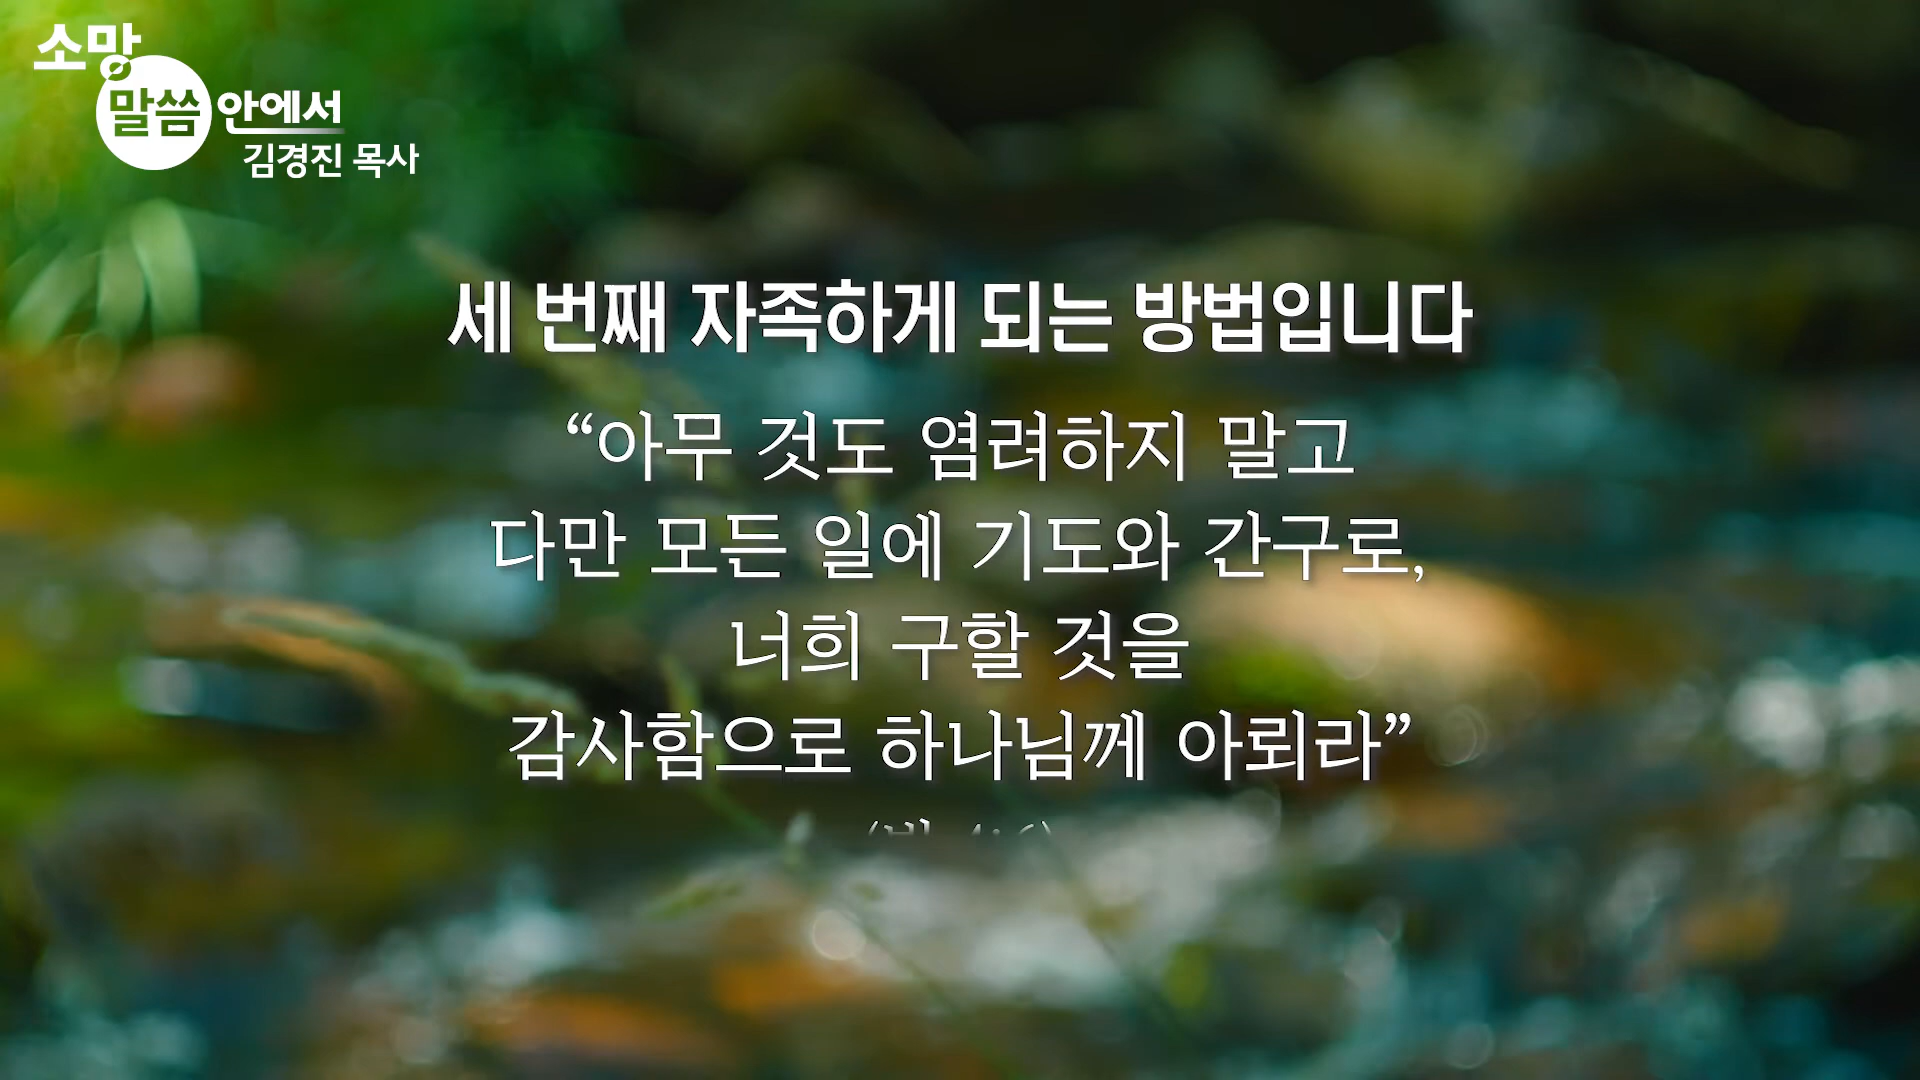 소망
말씀 안에서
김경진 목사
세 번째 자족하게 되는 방법입니다
“아무 것도 염려하지 말고
다만 모든 일에 기도와 간구로,
너희 구할 것을
감사함으로 하나님께 아뢰라”